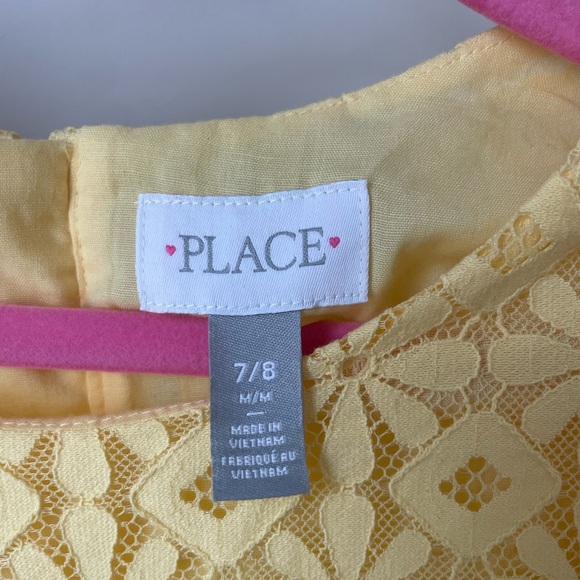 PLACE
7/8
M/M
MADE IN
VIETNAM
FABRIQUÉ AU
VIETNAM